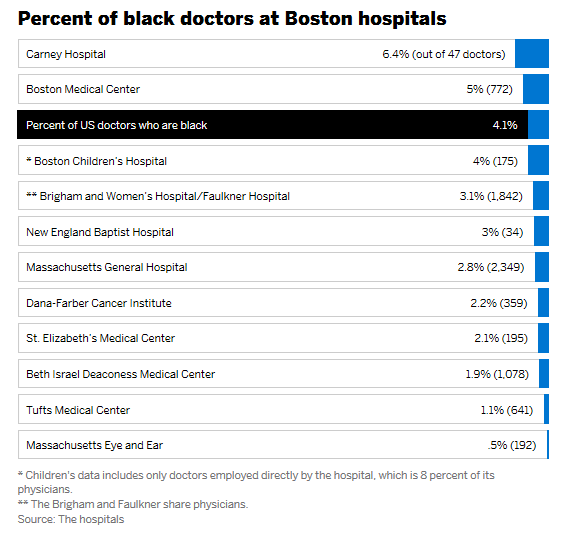 Percent of black doctors at Boston hospitals
Carney Hospital 6.4% (out of 47 doctors)
Boston Medical Center 5% (772)
Percent of US doctors who are black 4.1%
* Boston Children's Hospital 4% (175)
** Brigham and Women's Hospital/Faulkner Hospital 3.1% (1,842)
New England Baptist Hospital 3% (34)
Massachusetts General Hospital 2.8% (2,349)
Dana-Farber Cancer Institute 2.2% (359)
St. Elizabeth's Medical Center 2.1% (195)
Beth Israel Deaconess Medical Center 1.9% (1,078)
Tufts Medical Center 1.1% (641)
Massachusetts Eye and Ear .5% (192)
* Children's data includes only doctors employed directly by the hospital, which is 8 percent of its
physicians.
** The Brigham and Faulkner share physicians.
Source: The hospitals